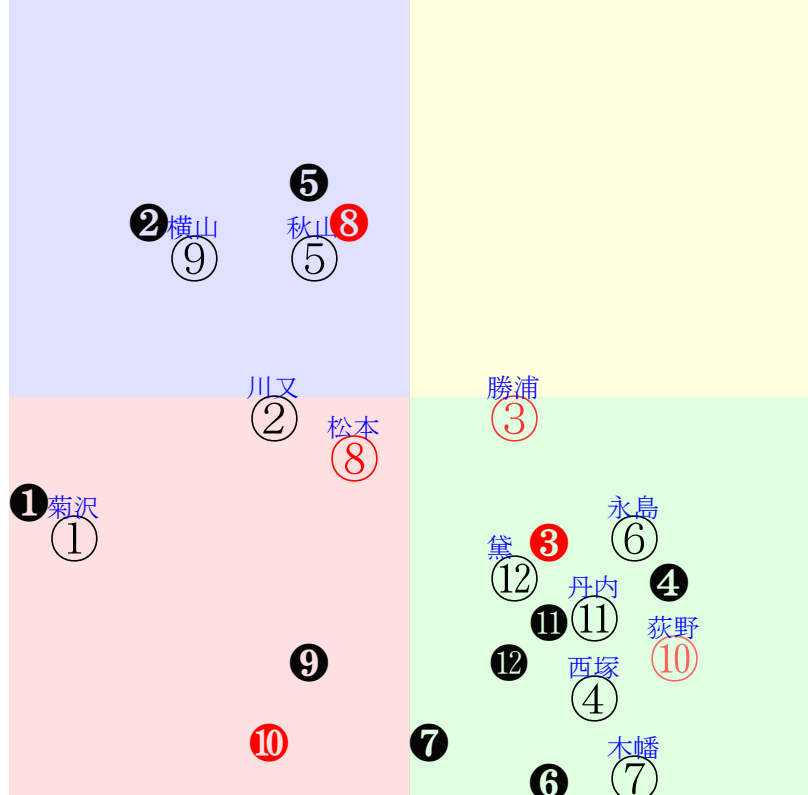 ❺
❷横山 秋山❽
⑨ ⑤
川又 勝浦
② ③
松本
⑧
❶菊沢 永島
① ⑥
黛 ❸
⑫ ❹
丹内
⓫ ⑪
荻野
❾ ⓬ 西塚 ⑩
④
❿ ❼ 木幡
❻ ⑦